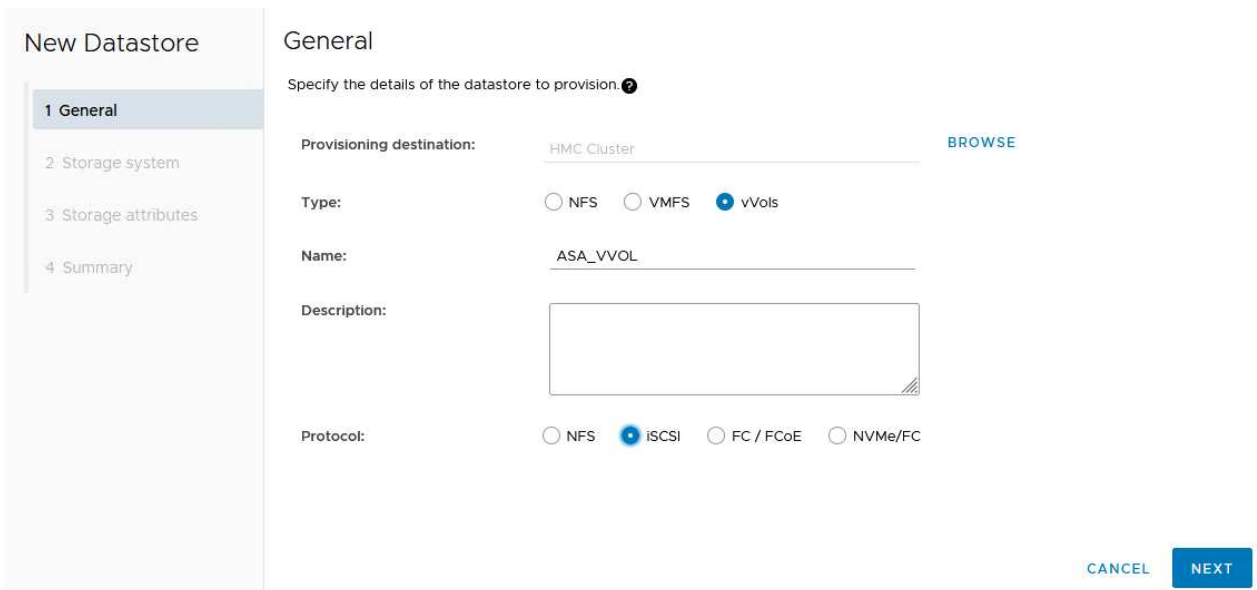 New Datastore
1 General
2 Storage system
3 Storage attributes
4 Summary
General
Specify the details of the datastore to provision.?
Provisioning destination:
HMC Cluster
BROWSE
Type:
NFS VMFS vVols
Name:
ASA_VVOL
Description:
Protocol:
NFS iSCSI FC / FCoE NVMe/FC
CANCEL NEXT